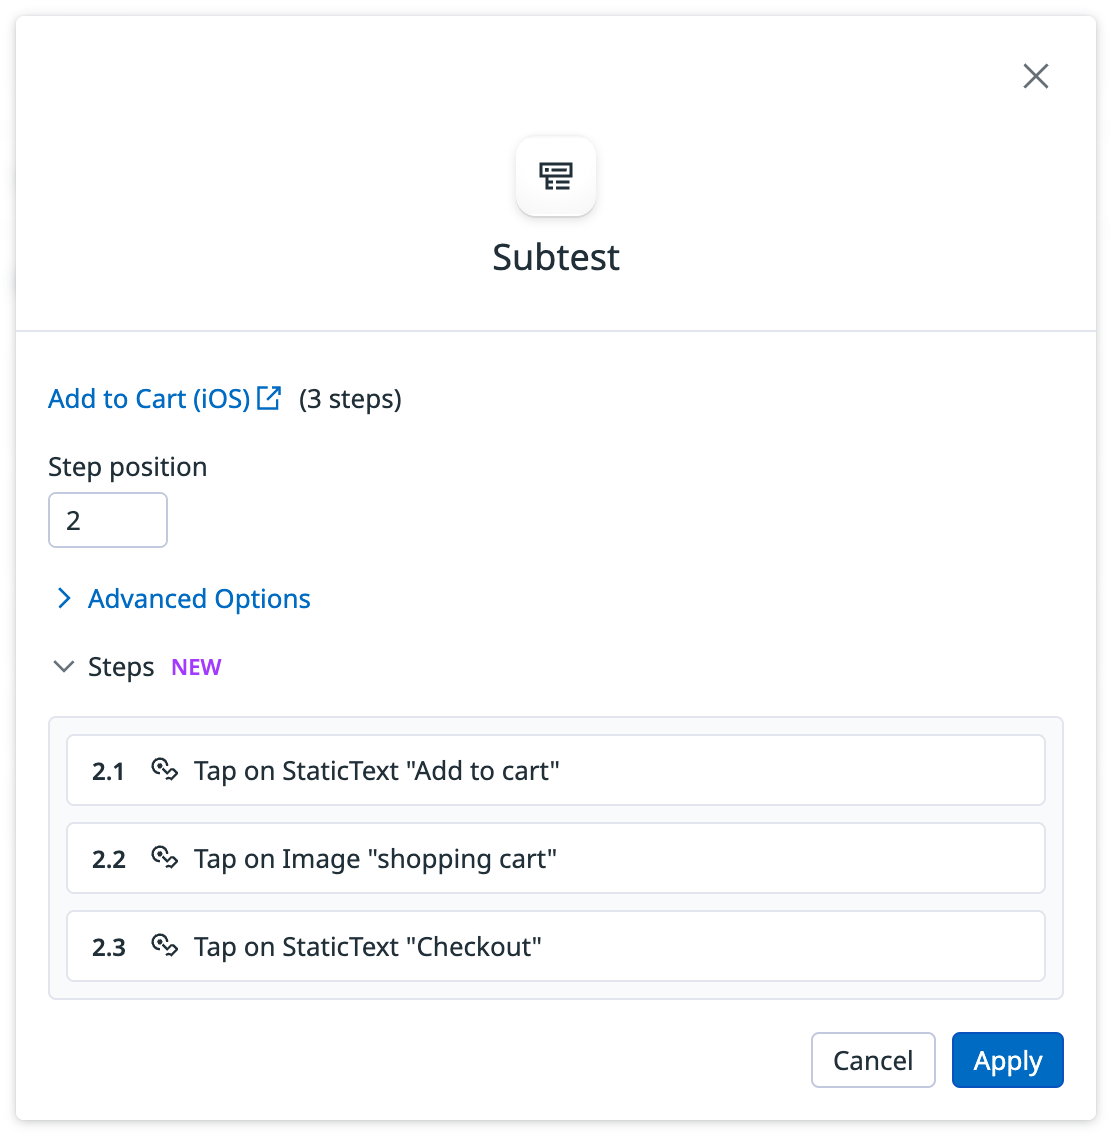 Subtest
Add to Cart (iOS) (3 steps)
Step position
2
Advanced Options
Steps NEW
2.1 Tap on StaticText "Add to cart"
2.2 Tap on Image "shopping cart"
2.3 Tap on StaticText "Checkout"
Cancel Apply